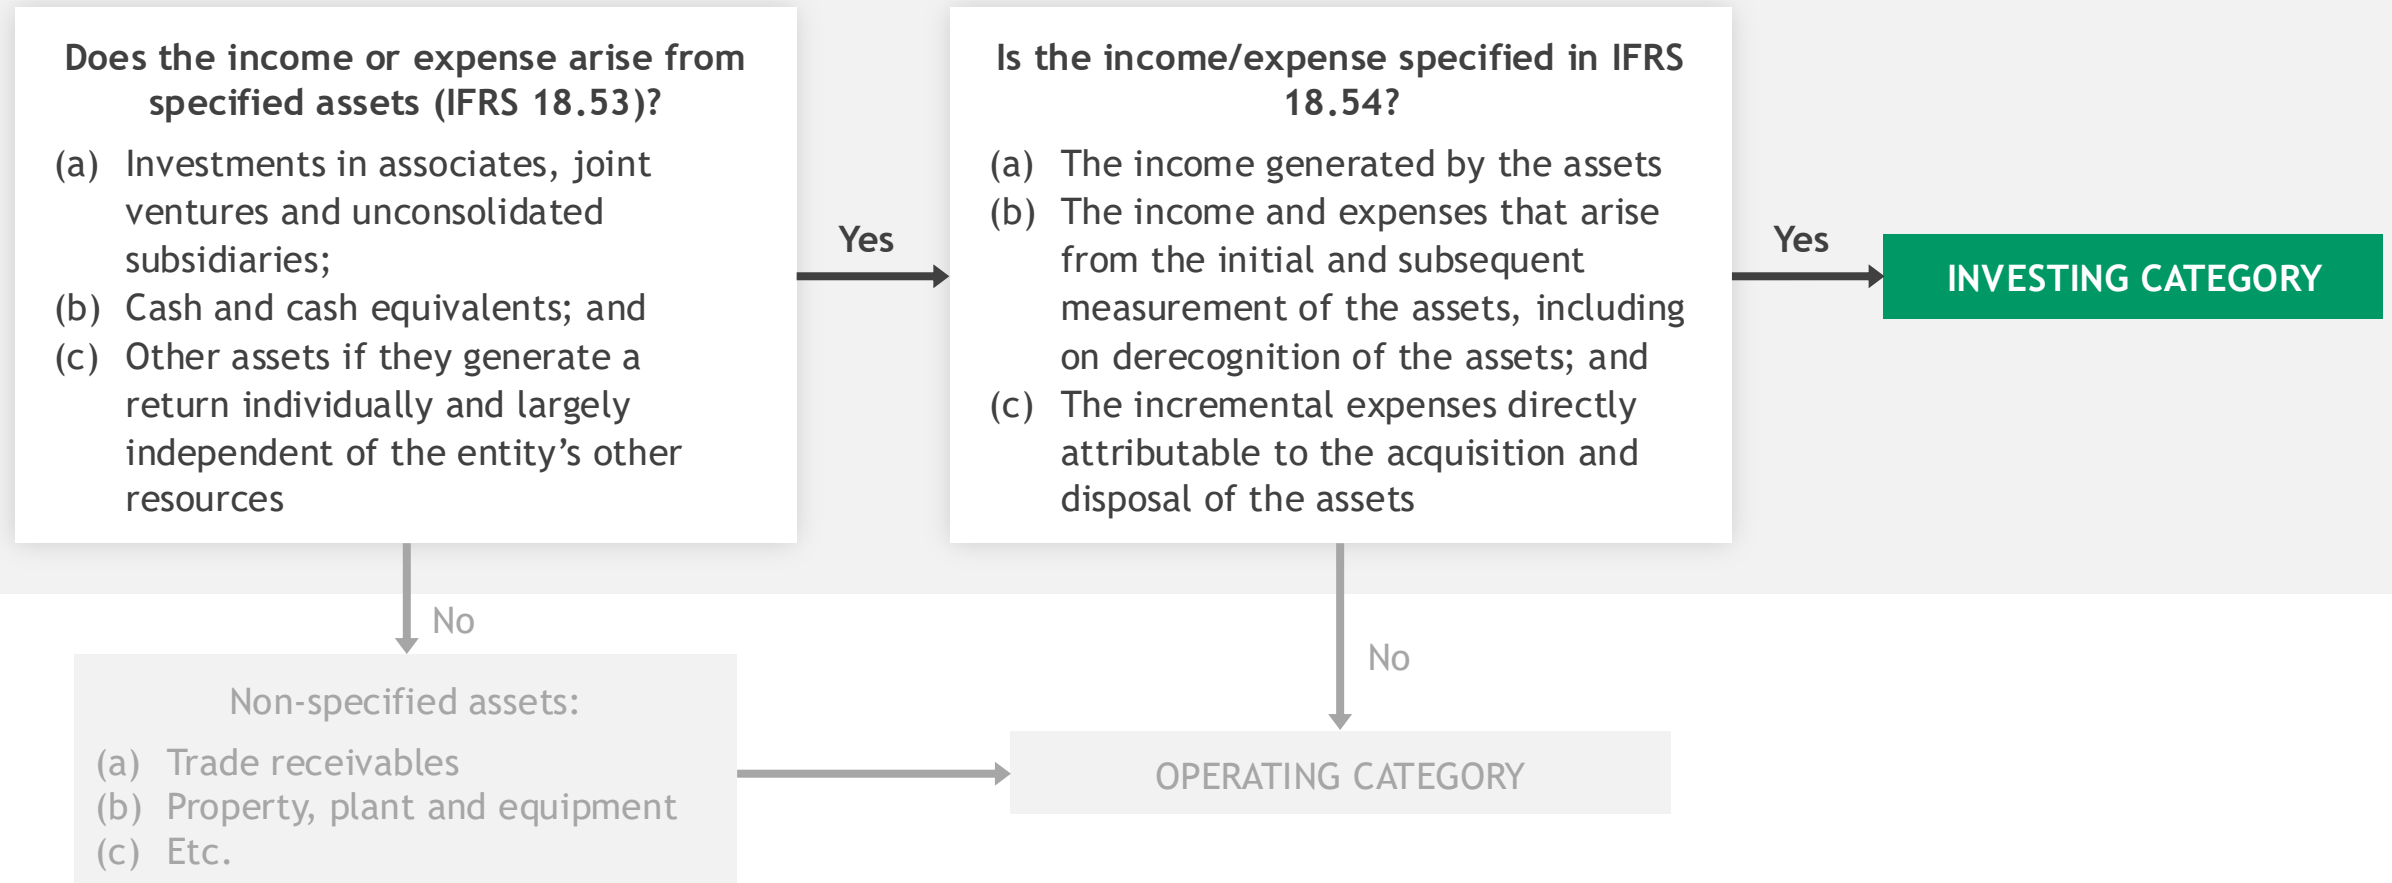 Does the income or expense arise from
specified assets (IFRS 18.53)?
(a) Investments in associates, joint
ventures and unconsolidated
subsidiaries;
(b) Cash and cash equivalents; and
(c) Other assets if they generate a
return individually and largely
independent of the entity’s other
resources
Yes
Is the income/expense specified in IFRS
18.54?
(a) The income generated by the assets
(b) The income and expenses that arise
from the initial and subsequent
measurement of the assets, including
on derecognition of the assets; and
(c) The incremental expenses directly
attributable to the acquisition and
disposal of the assets
Yes
INVESTING CATEGORY
No
Non-specified assets:
(a) Trade receivables
(b) Property, plant and equipment
(c) Etc.
No
OPERATING CATEGORY